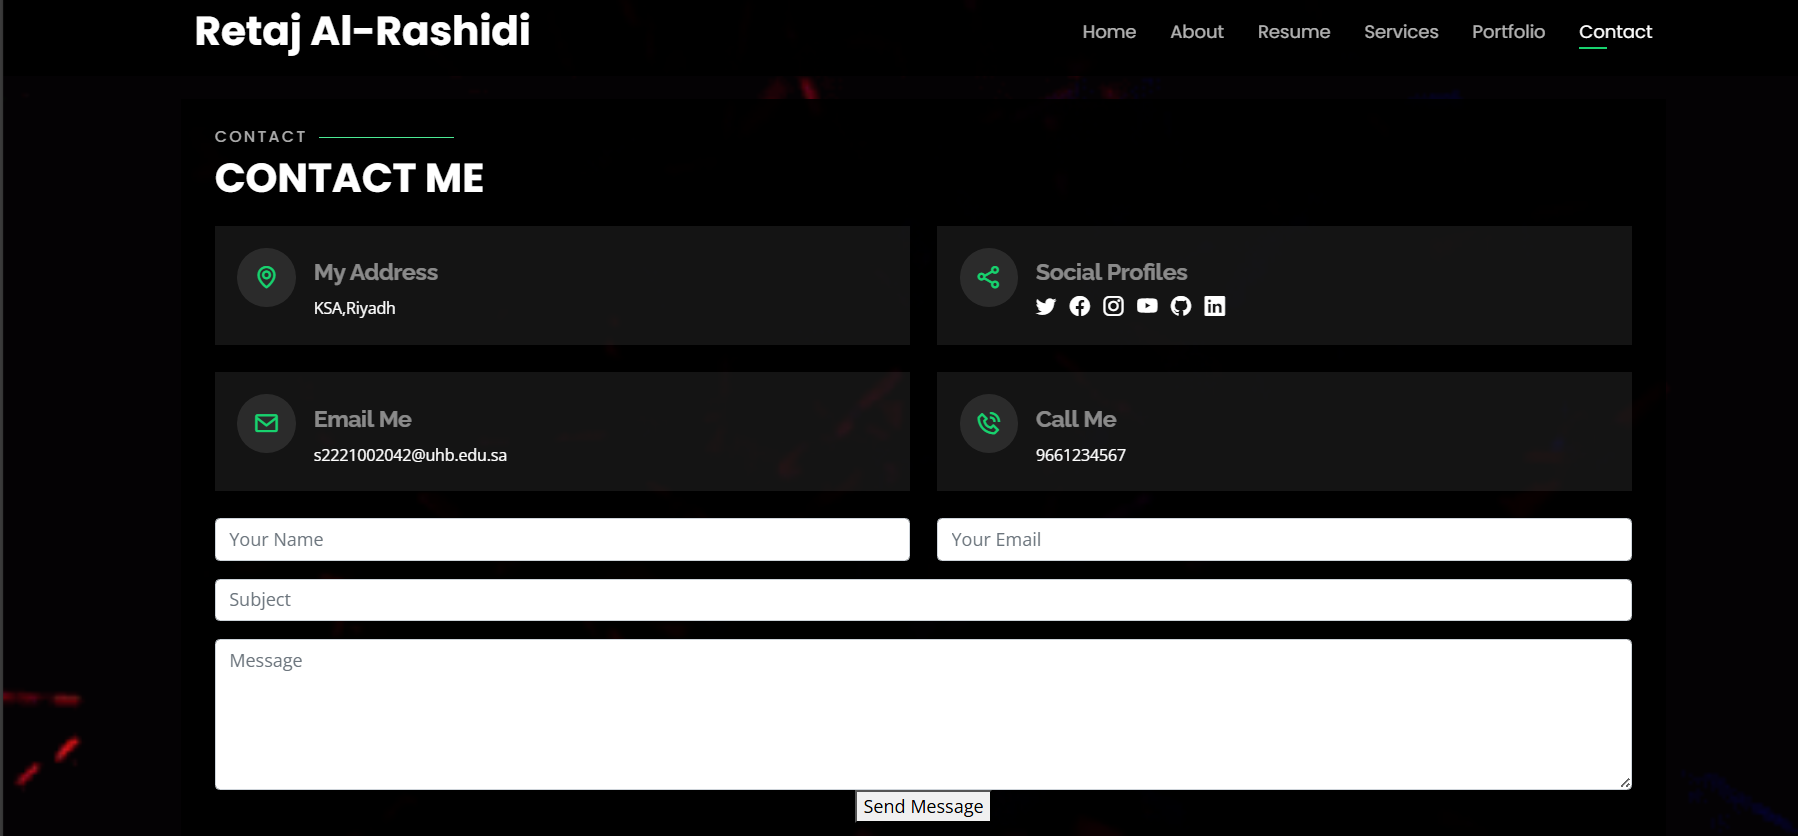 Retaj Al-Rashidi
Home About Resume Services Portfolio Contact
CONTACT
CONTACT ME
My Address
KSA,Riyadh
Social Profiles
Email Me
s2221002042@uhb.edu.sa
Call Me
9661234567
Your Name
Your Email
Subject
Message
Send Message